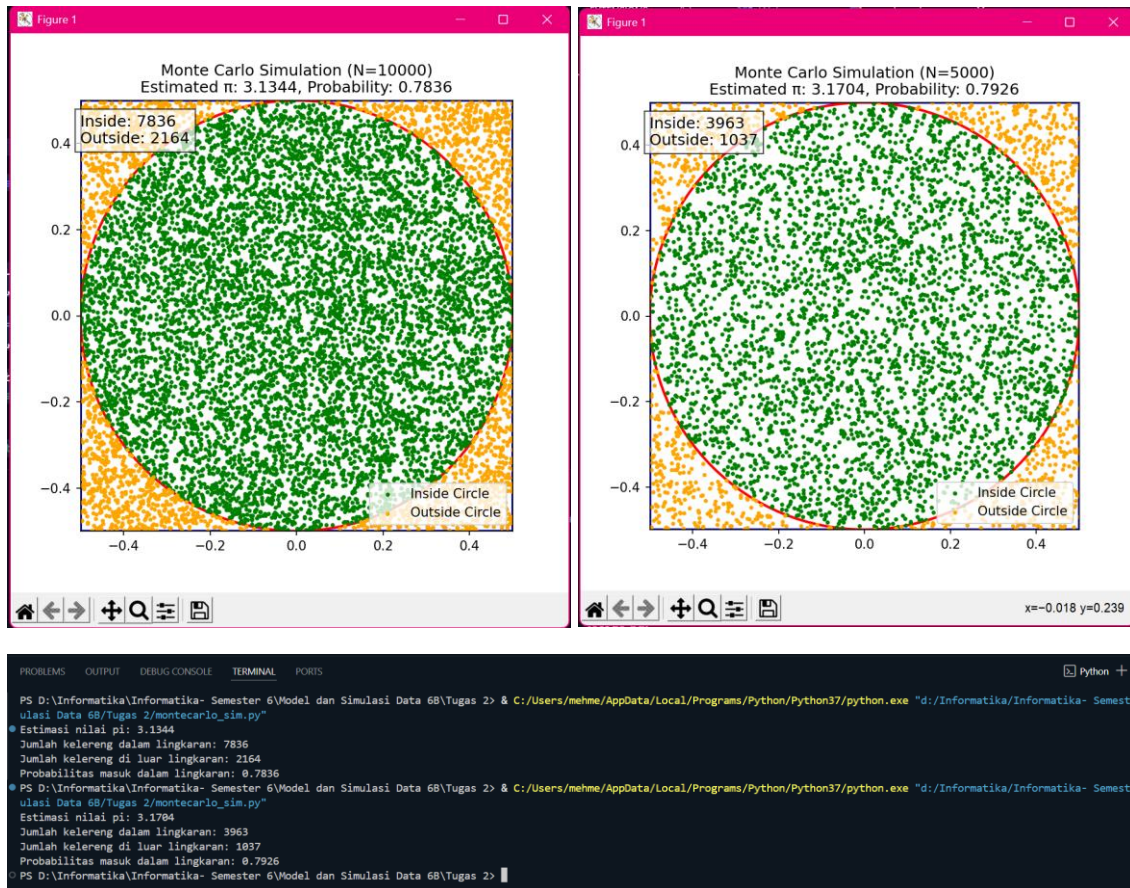 Figure 1
Monte Carlo Simulation (N=10000)
Estimated π: 3.1344, Probability: 0.7836
Inside: 7836
Outside: 2164
0.4
0.2
0.0
−0.2
−0.4
Inside Circle
Outside Circle
−0.4 −0.2 0.0 0.2 0.4
Figure 1
Monte Carlo Simulation (N=5000)
Estimated π: 3.1704, Probability: 0.7926
Inside: 3963
Outside: 1037
0.4
0.2
0.0
−0.2
−0.4
Inside Circle
Outside Circle
−0.4 −0.2 0.0 0.2 0.4
x=−0.018 y=0.239
PROBLEMS OUTPUT DEBUG CONSOLE TERMINAL PORTS Python
PS D:\Informatika\Informatika- Semester 6\Model dan Simulasi Data 6B\Tugas 2> & C:/Users/mehme/AppData/Local/Programs/Python/Python37/python.exe "d:/Informatika/Informatika- Semest
ulasi Data 6B/Tugas 2/montecarlo_sim.py"
Estimasi nilai pi: 3.1344
Jumlah kelereng dalam lingkaran: 7836
Jumlah kelereng di luar lingkaran: 2164
Probabilitas masuk dalam lingkaran: 0.7836
PS D:\Informatika\Informatika- Semester 6\Model dan Simulasi Data 6B\Tugas 2> & C:/Users/mehme/AppData/Local/Programs/Python/Python37/python.exe "d:/Informatika/Informatika- Semest
ulasi Data 6B/Tugas 2/montecarlo_sim.py"
Estimasi nilai pi: 3.1704
Jumlah kelereng dalam lingkaran: 3963
Jumlah kelereng di luar lingkaran: 1037
Probabilitas masuk dalam lingkaran: 0.7926
PS D:\Informatika\Informatika- Semester 6\Model dan Simulasi Data 6B\Tugas 2>